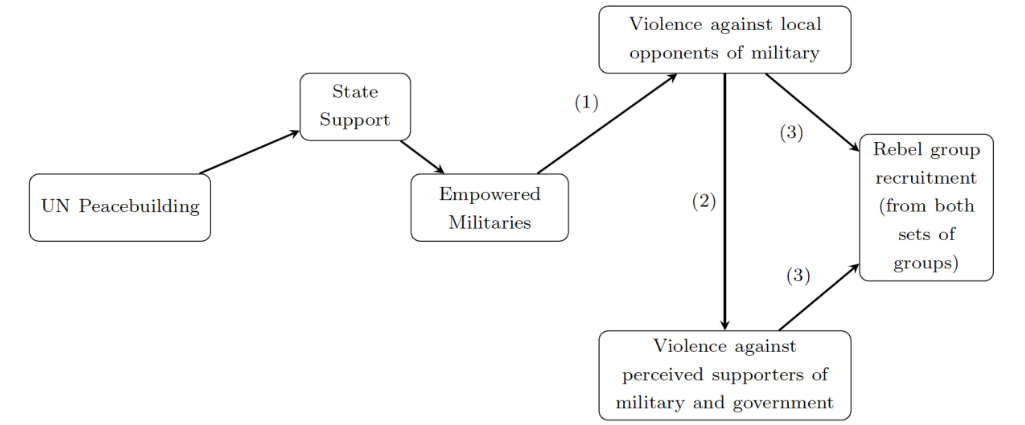 Violence against local
opponents of military
State
Support
(1)
(3)
Rebel group
recruitment
(from both
sets of
groups)
UN Peacebuilding
Empowered
Militaries
(2)
(3)
Violence against
perceived supporters of
military and government